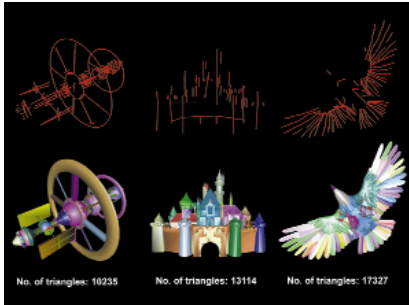 No. of triangles: 10235
No. of triangles: 13114
No. of triangles: 17327